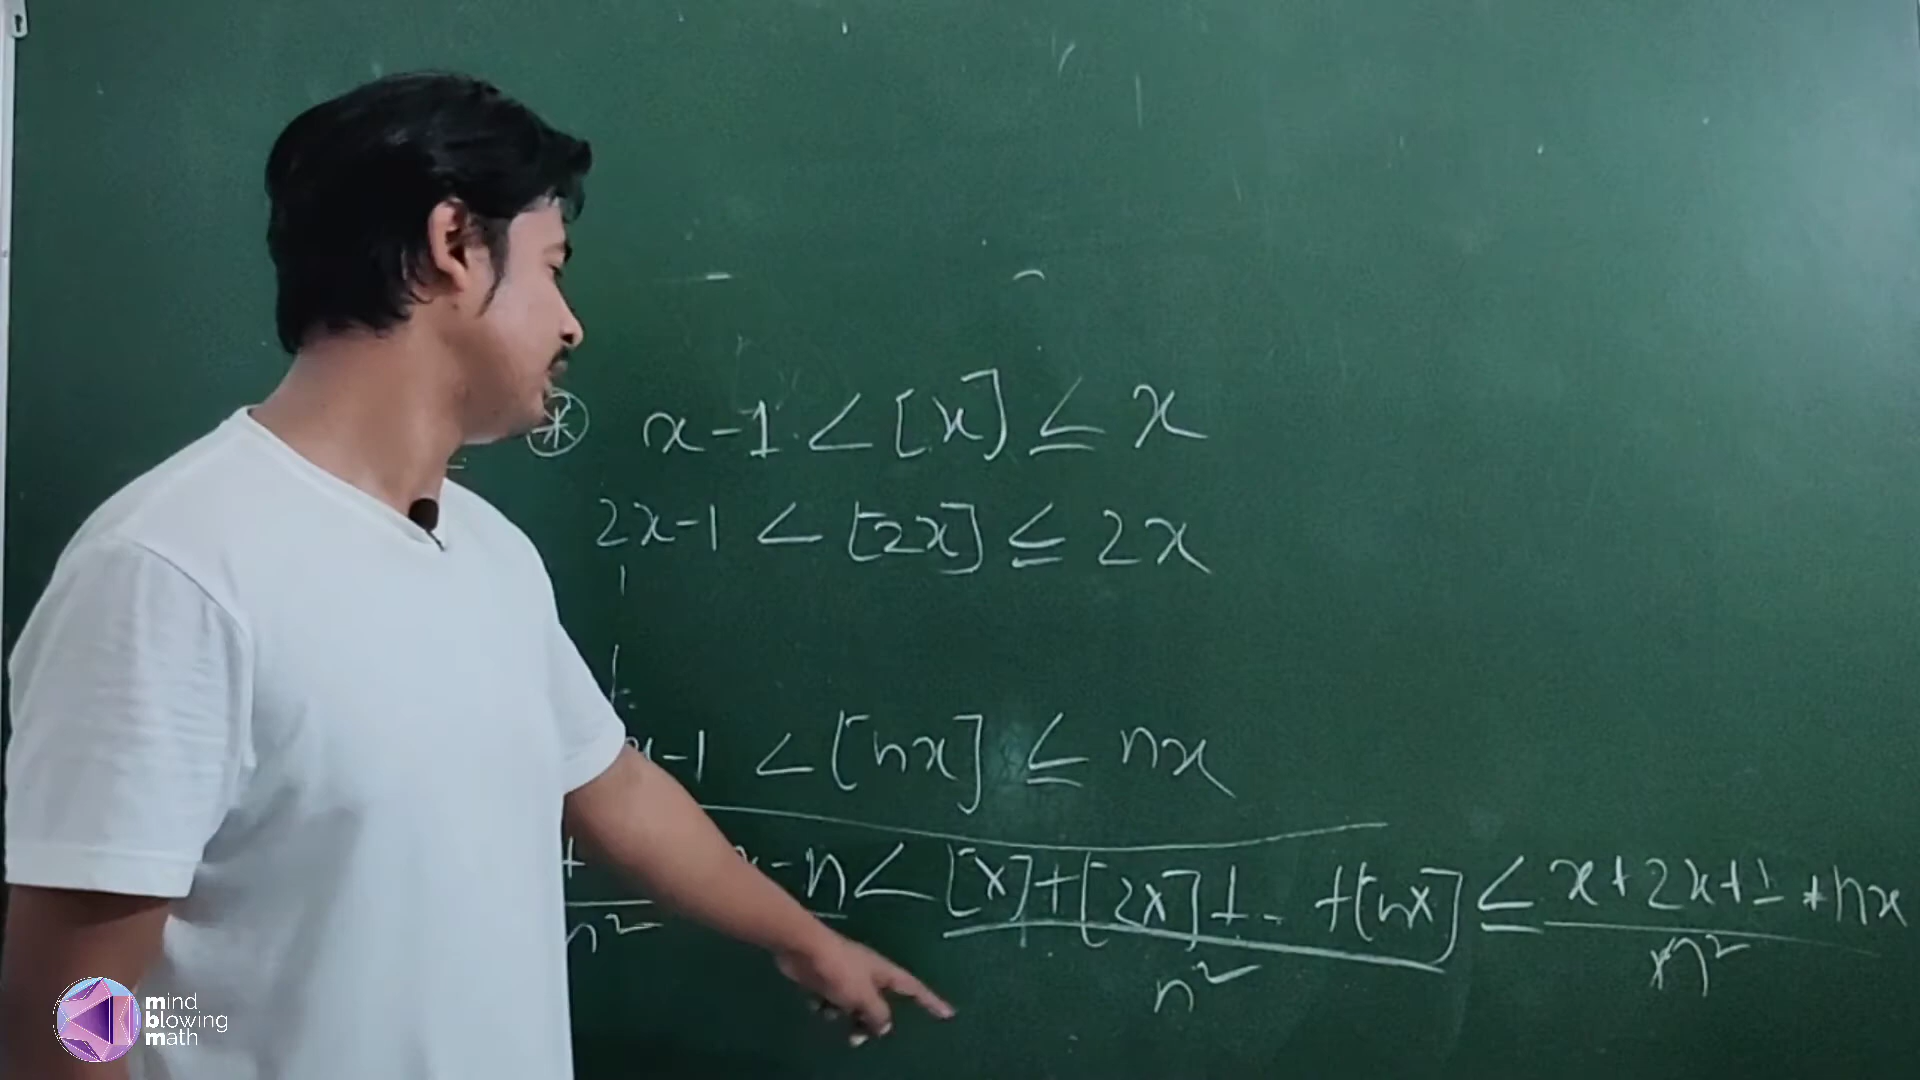 x-1 < [x] ≤ x
2x-1 < [2x] ≤ 2x
x-1 < [nx] ≤ nx
+ x-n < [x]+[2x]+.. +[nx] ≤ x+2x+..+nx
n² n² n²
mind
blowing
math